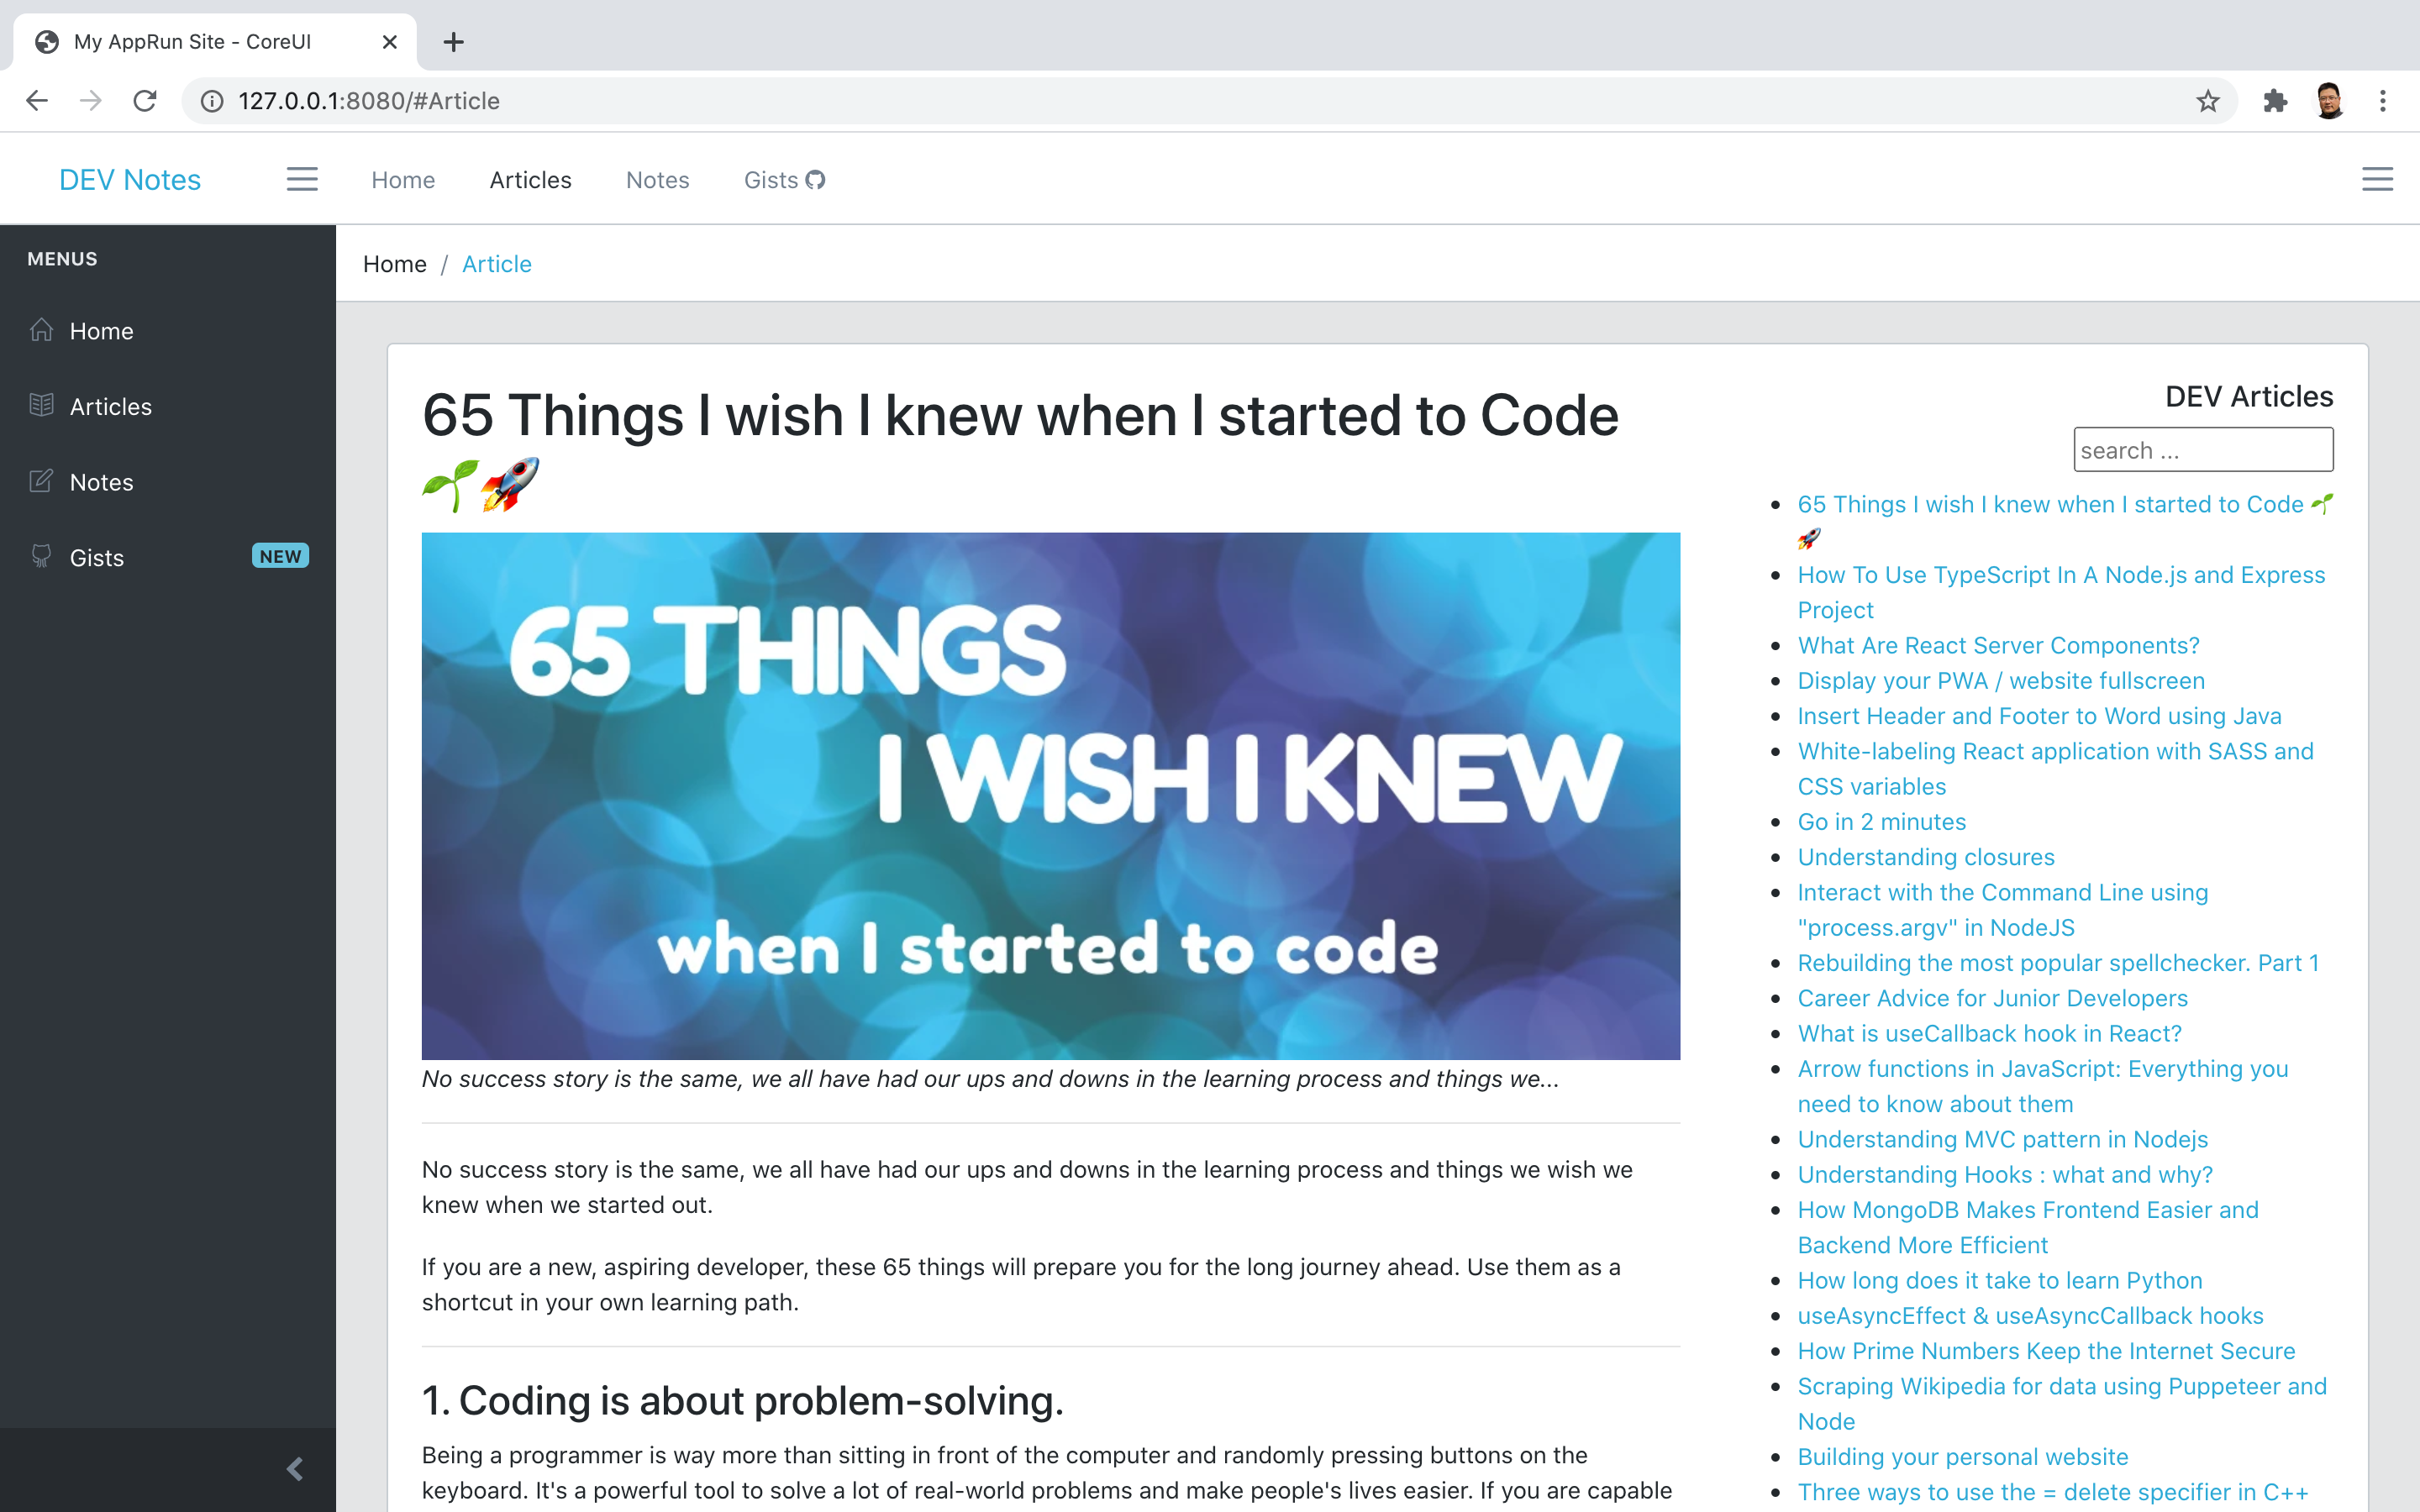 My AppRun Site - CoreUI
127.0.0.1:8080/#Article
DEV Notes
Home
Articles
Notes
Gists
MENUS
Home
Articles
Notes
Gists
NEW
Home / Article
65 Things I wish I knew when I started to Code
🌱🚀
65 THINGS
I WISH I KNEW
when I started to code
No success story is the same, we all have had our ups and downs in the learning process and things we...
No success story is the same, we all have had our ups and downs in the learning process and things we wish we
knew when we started out.
If you are a new, aspiring developer, these 65 things will prepare you for the long journey ahead. Use them as a
shortcut in your own learning path.
1. Coding is about problem-solving.
Being a programmer is way more than sitting in front of the computer and randomly pressing buttons on the
keyboard. It's a powerful tool to solve a lot of real-world problems and make people's lives easier. If you are capable
DEV Articles
search ...
65 Things I wish I knew when I started to Code 🌱
🚀
How To Use TypeScript In A Node.js and Express
Project
What Are React Server Components?
Display your PWA / website fullscreen
Insert Header and Footer to Word using Java
White-labeling React application with SASS and
CSS variables
Go in 2 minutes
Understanding closures
Interact with the Command Line using
"process.argv" in NodeJS
Rebuilding the most popular spellchecker. Part 1
Career Advice for Junior Developers
What is useCallback hook in React?
Arrow functions in JavaScript: Everything you
need to know about them
Understanding MVC pattern in Nodejs
Understanding Hooks : what and why?
How MongoDB Makes Frontend Easier and
Backend More Efficient
How long does it take to learn Python
useAsyncEffect & useAsyncCallback hooks
How Prime Numbers Keep the Internet Secure
Scraping Wikipedia for data using Puppeteer and
Node
Building your personal website
Three ways to use the = delete specifier in C++